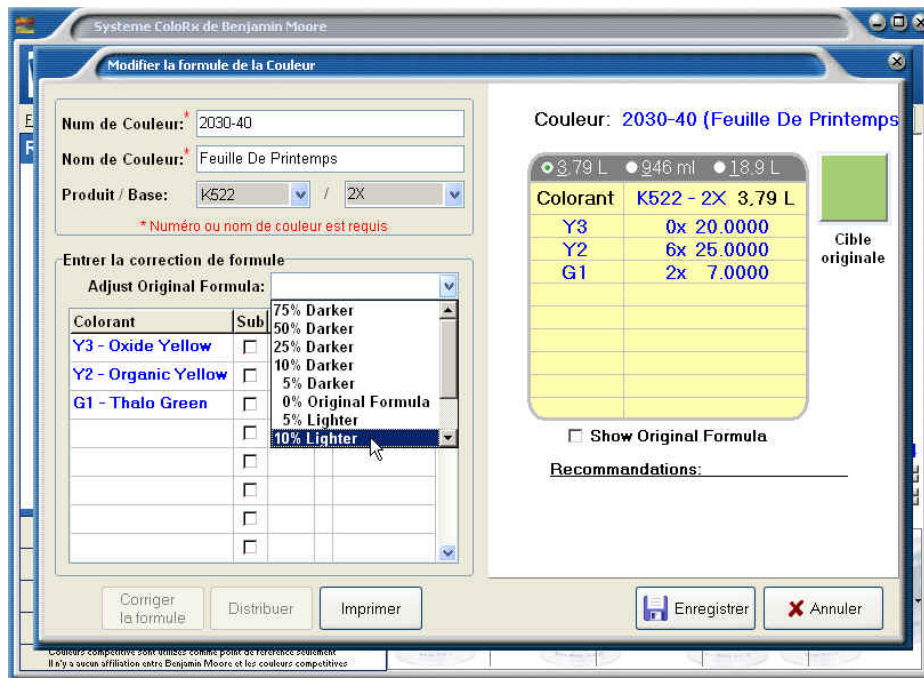 Systeme ColoRx de Benjamin Moore
Modifier la formule de la Couleur
Num de Couleur:* 2030-40
Nom de Couleur:* Feuille De Printemps
Produit / Base: K522 / 2X
* Numéro ou nom de couleur est requis
Entrer la correction de formule
Adjust Original Formula:
75% Darker
50% Darker
25% Darker
10% Darker
5% Darker
0% Original Formula
5% Lighter
10% Lighter
Colorant Sub
Y3 - Oxide Yellow
Y2 - Organic Yellow
G1 - Thalo Green
Corriger la formule
Distribuer
Imprimer
Couleur: 2030-40 (Feuille De Printemps
3,79 L 946 ml 18,9 L
Colorant K522 - 2X 3,79 L
Y3 0x 20.0000
Y2 6x 25.0000
G1 2x 7.0000
Cible
originale
Show Original Formula
Recommandations:
Enregistrer
Annuler
Couleurs competitive sont utilizes comme point de reference seulement
Il n'y a aucun affiliation entre Benjamin Moore et les couleurs competitives